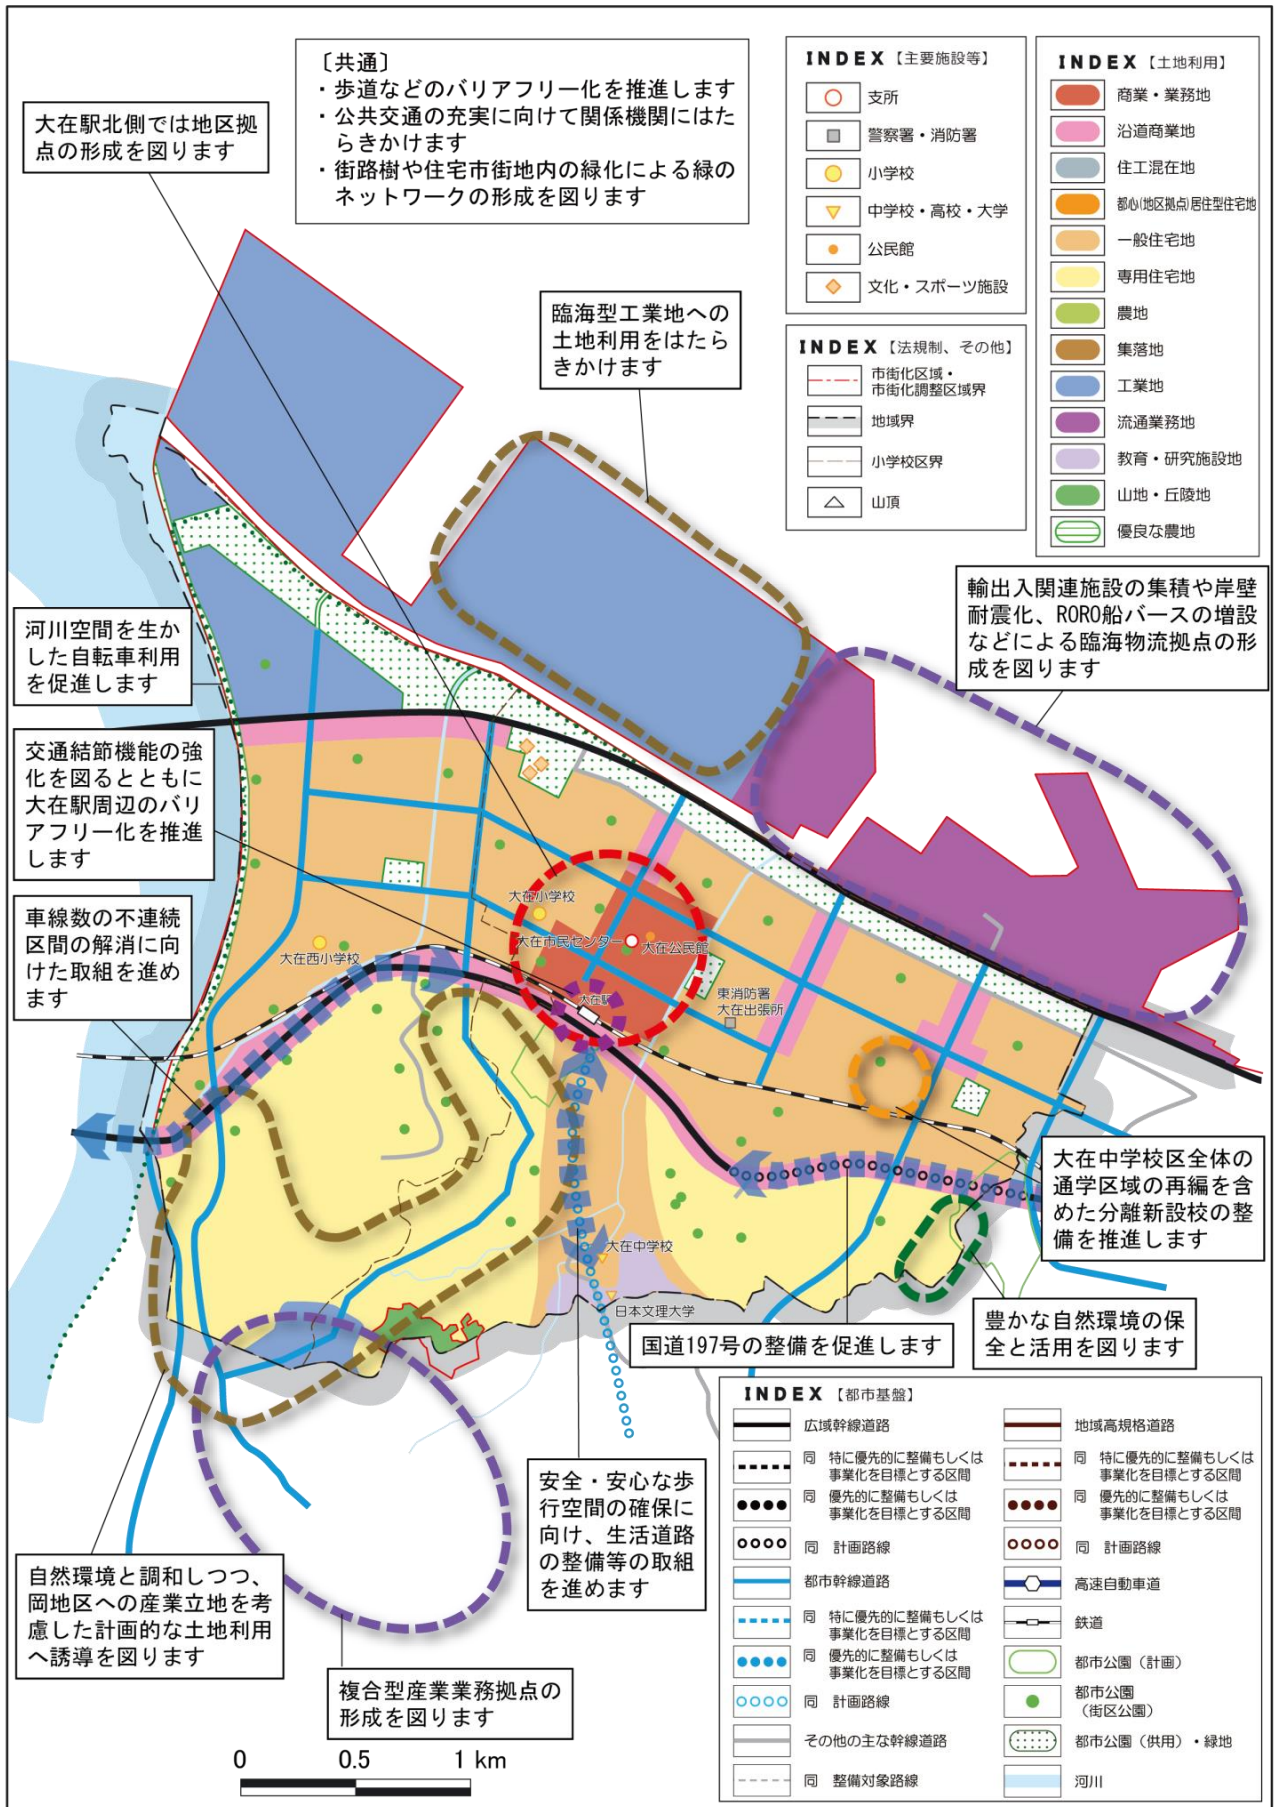 〔共通〕
・歩道などのバリアフリー化を推進します
・公共交通の充実に向けて関係機関にはた
らきかけます
・街路樹や住宅市街地内の緑化による緑の
ネットワークの形成を図ります
大在駅北側では地区拠
点の形成を図ります
臨海型工業地への
土地利用をはたら
きかけます
INDEX【主要施設等】
支所
警察署・消防署
小学校
中学校・高校・大学
公民館
文化・スポーツ施設
INDEX【法規制、その他】
市街化区域・
市街化調整区域界
地域界
小学校区界
山頂
INDEX【土地利用】
商業・業務地
沿道商業地
住工混在地
都心(地区拠点)居住型住宅地
一般住宅地
専用住宅地
農地
集落地
工業地
流通業務地
教育・研究施設地
山地・丘陵地
優良な農地
輸出入関連施設の集積や岸壁
耐震化、RORO船バースの増設
などによる臨海物流拠点の形
成を図ります
河川空間を生か
した自転車利用
を促進します
交通結節機能の強
化を図るとともに
大在駅周辺のバリ
アフリー化を推進
します
車線数の不連続
区間の解消に向
けた取組を進め
ます
大在小学校
大在市民センター
大在公民館
大在西小学校
東消防署
大在出張所
大在駅
大在中学校
日本文理大学
大在中学校区全体の
通学区域の再編を含
めた分離新設校の整
備を推進します
国道197号の整備を促進します
豊かな自然環境の保
全と活用を図ります
安全・安心な歩
行空間の確保に
向け、生活道路
の整備等の取組
を進めます
自然環境と調和しつつ、
岡地区への産業立地を考
慮した計画的な土地利用
へ誘導を図ります
複合型産業業務拠点の
形成を図ります
0 0.5 1 km
INDEX【都市基盤】
広域幹線道路
同 特に優先的に整備もしくは
事業化を目標とする区間
同 優先的に整備もしくは
事業化を目標とする区間
同 計画路線
都市幹線道路
同 特に優先的に整備もしくは
事業化を目標とする区間
同 優先的に整備もしくは
事業化を目標とする区間
同 計画路線
その他の主な幹線道路
同 整備対象路線
地域高規格道路
同 特に優先的に整備もしくは
事業化を目標とする区間
同 優先的に整備もしくは
事業化を目標とする区間
同 計画路線
高速自動車道
鉄道
都市公園（計画）
都市公園
（街区公園）
都市公園（供用）・緑地
河川